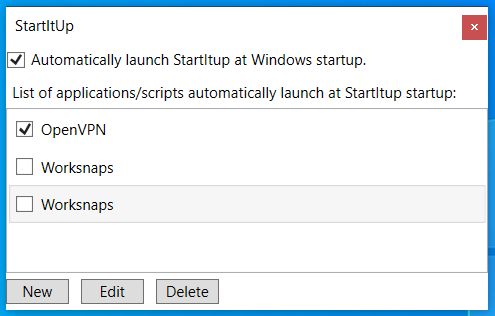 StartItUp
Automatically launch StartItup at Windows startup.
List of applications/scripts automatically launch at StartItup startup:
OpenVPN
Worksnaps
Worksnaps
New Edit Delete